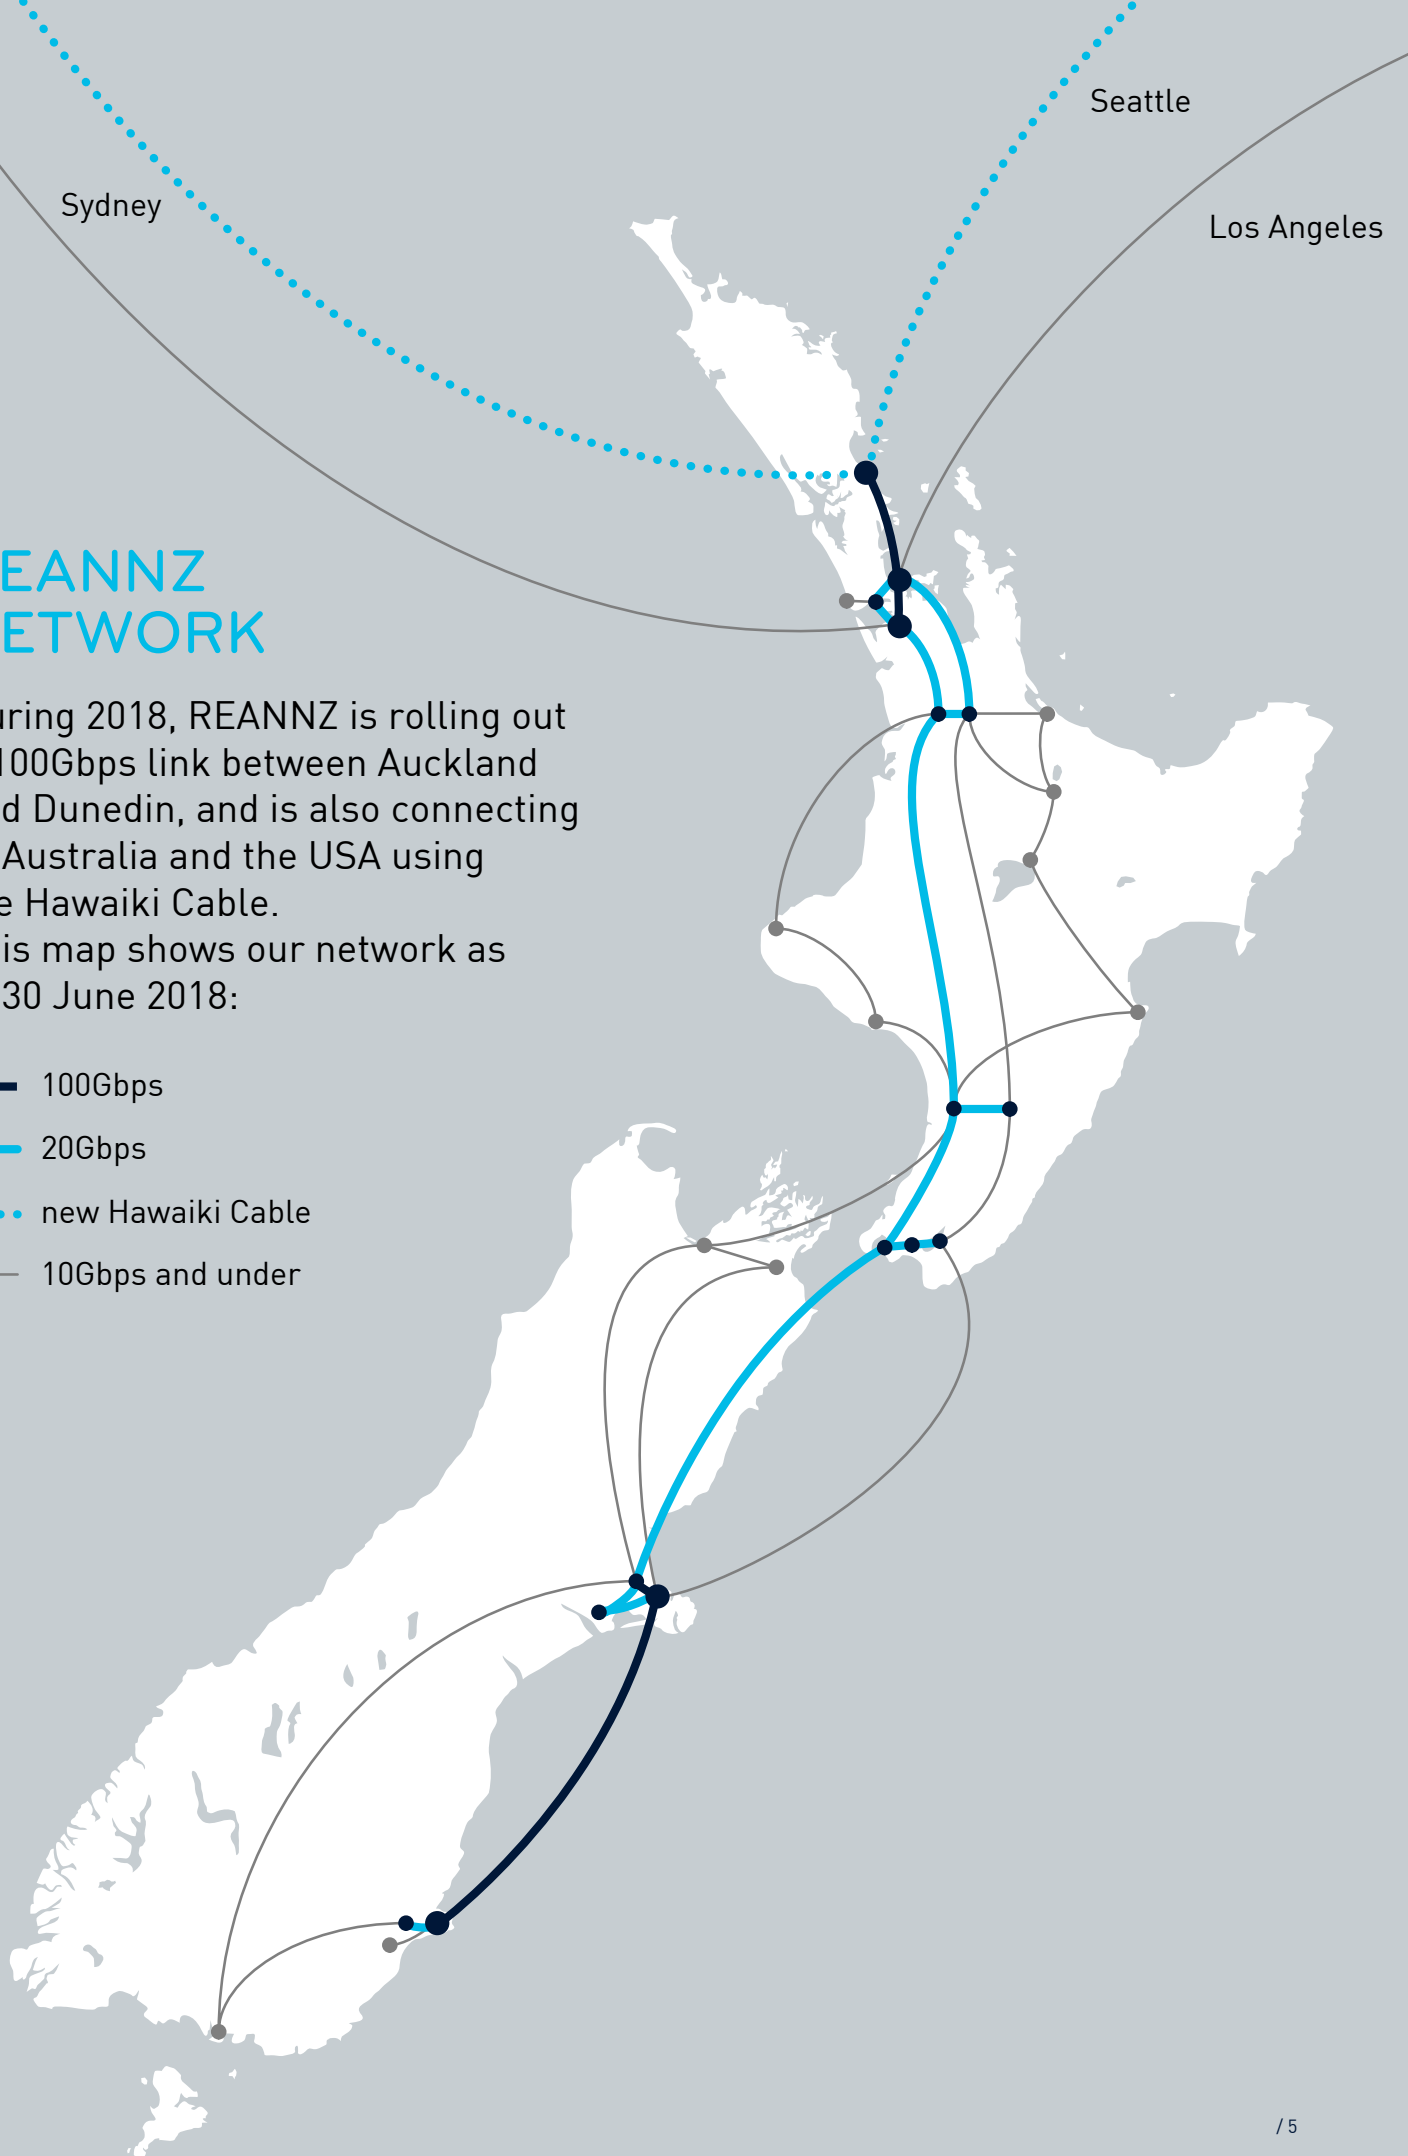 Seattle
Sydney
Los Angeles
EANNZ
ETWORK
uring 2018, REANNZ is rolling out
100Gbps link between Auckland
d Dunedin, and is also connecting
Australia and the USA using
e Hawaiki Cable.
is map shows our network as
30 June 2018:
100Gbps
20Gbps
new Hawaiki Cable
10Gbps and under
/ 5